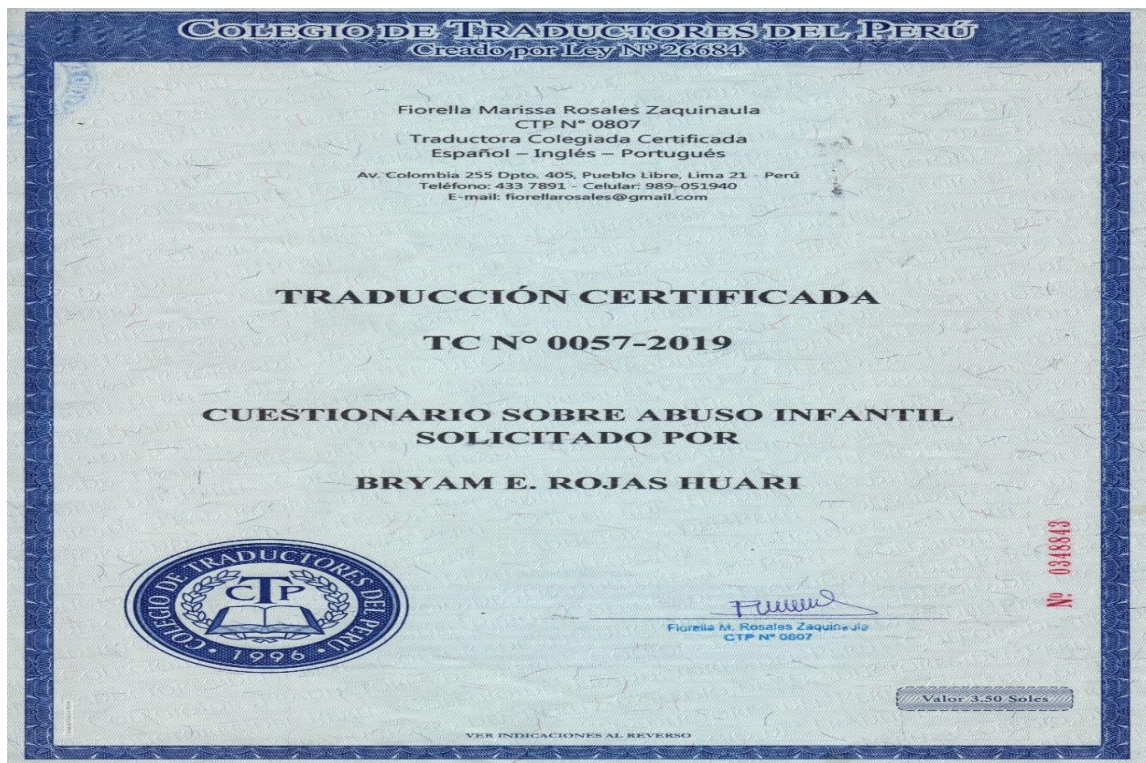 COLEGIO DE TRADUCTORES DEL PERÚ
Creado por Ley Nº 26684
Fiorella Marissa Rosales Zaquinaula
CTP N° 0807
Traductora Colegiada Certificada
Español – Inglés – Portugués
Av. Colombia 255 Dpto. 405, Pueblo Libre, Lima 21 - Perú
Teléfono: 433 7891 - Celular: 989-051940
E-mail: fiorellarosales@gmail.com
TRADUCCIÓN CERTIFICADA
TC Nº 0057-2019
CUESTIONARIO SOBRE ABUSO INFANTIL
SOLICITADO POR
BRYAM E. ROJAS HUARI
Nº 0348843
COLEGIO DE TRADUCTORES DEL PERÚ
CTP
1996
Fiorella M. Rosales Zaquinaula
CTP Nº 0807
Valor 3.50 Soles
VER INDICACIONES AL REVERSO